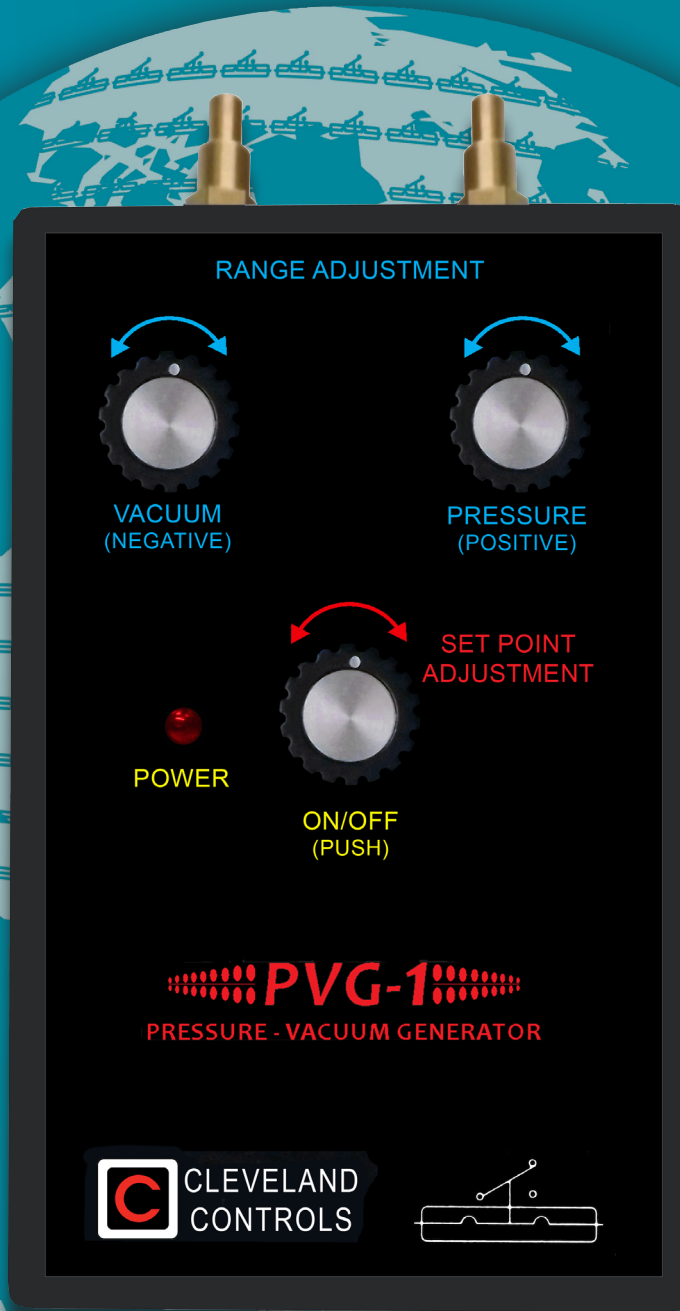 RANGE ADJUSTMENT
VACUUM
(NEGATIVE)
PRESSURE
(POSITIVE)
SET POINT
ADJUSTMENT
POWER
ON/OFF
(PUSH)
PVG-1
PRESSURE - VACUUM GENERATOR
C
CLEVELAND
CONTROLS